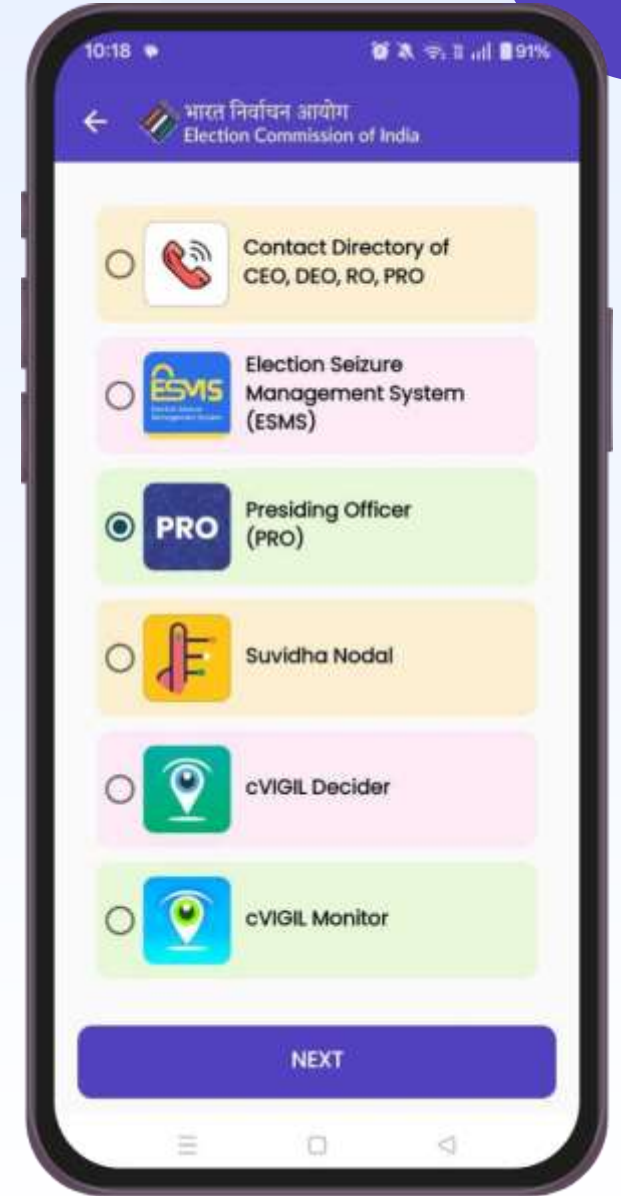 10:18
91%
भारत निर्वाचन आयोग
Election Commission of India
Contact Directory of
CEO, DEO, RO, PRO
ESMS
Election Seizure
Management System
(ESMS)
PRO
Presiding Officer
(PRO)
Suvidha Nodal
cVIGIL Decider
cVIGIL Monitor
NEXT